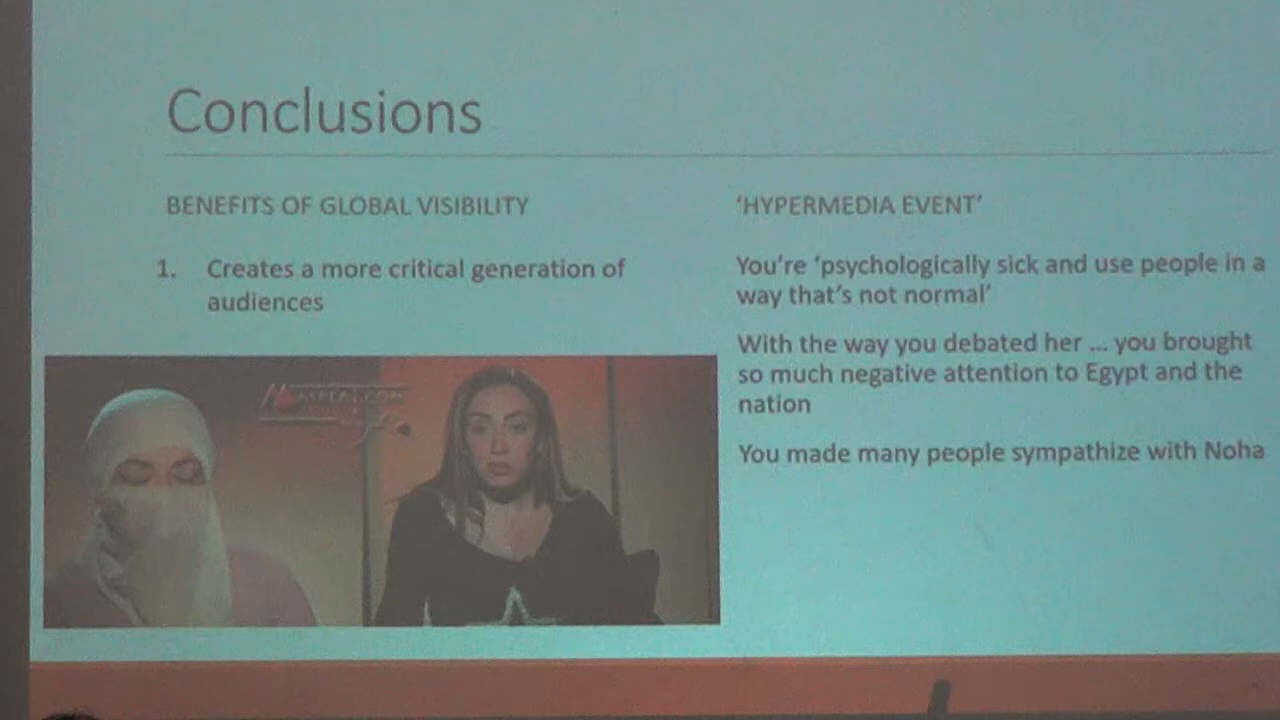 Conclusions
BENEFITS OF GLOBAL VISIBILITY
1. Creates a more critical generation of
audiences
‘HYPERMEDIA EVENT’
You’re ‘psychologically sick and use people in a
way that’s not normal’
With the way you debated her ... you brought
so much negative attention to Egypt and the
nation
You made many people sympathize with Noha